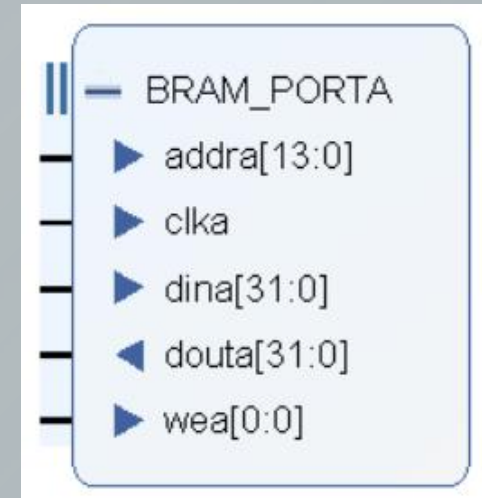 BRAM_PORTA
addra[13:0]
clka
dina[31:0]
douta[31:0]
wea[0:0]